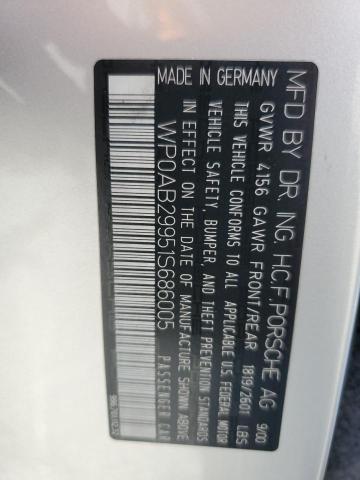 MFD BY DR. ING. H.C.F. PORSCHE AG 9/00
GVWR 4156 GAWR FRONT/REAR 1819/2601 LBS.
THIS VEHICLE CONFORMS TO ALL APPLICABLE U.S. FEDERAL MOTOR
VEHICLE SAFETY, BUMPER, AND THEFT PREVENTION STANDARDS
IN EFFECT ON THE DATE OF MANUFACTURE SHOWN ABOVE.
WP0AB29951S686005 PASSENGER CAR
MADE IN GERMANY